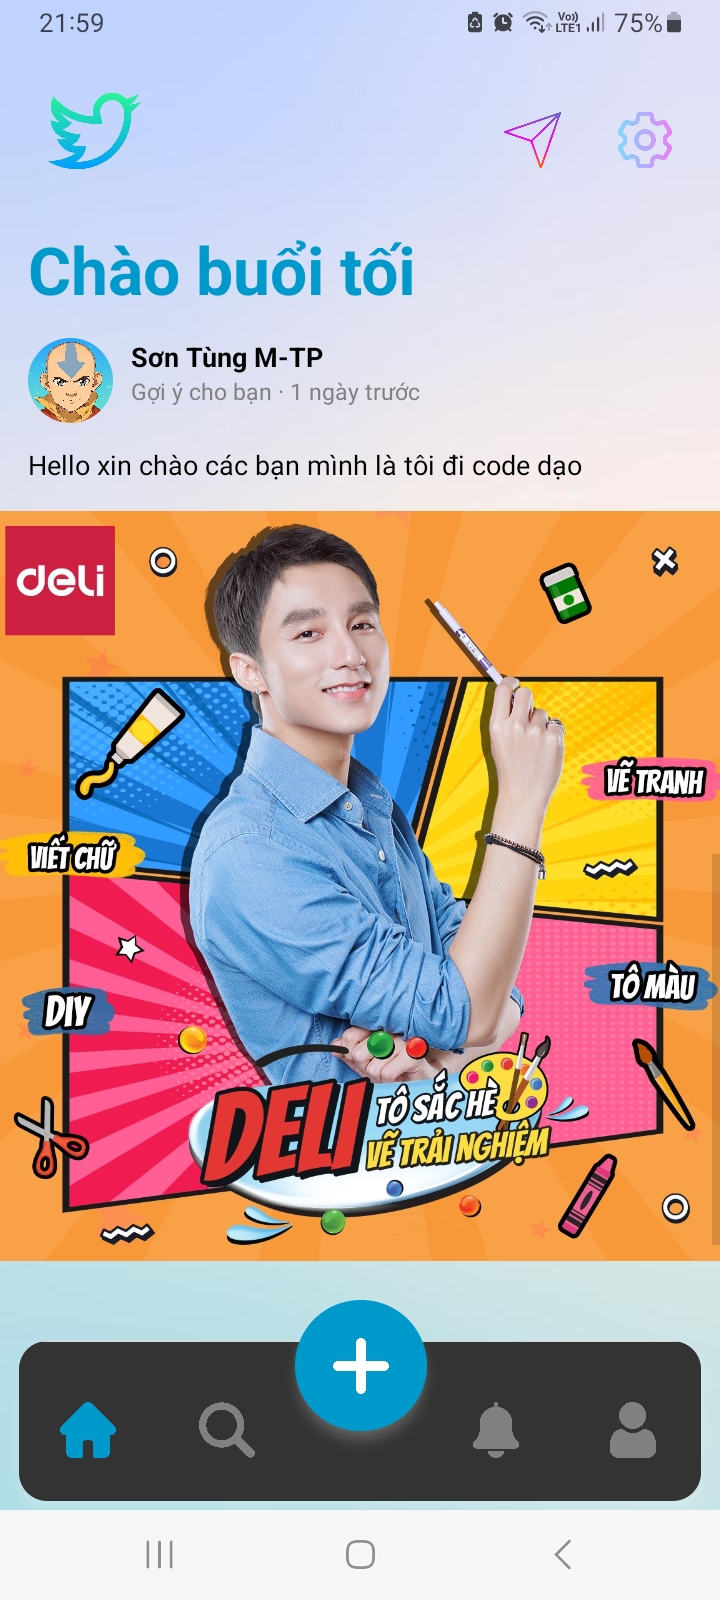 21:59
Vo))
LTE1
75%
Chào buổi tối
Sơn Tùng M-TP
Gợi ý cho bạn · 1 ngày trước
Hello xin chào các bạn mình là tôi đi code dạo
deli
VẼ TRANH
VIẾT CHỮ
TÔ MÀU
DIY
DELI
TÔ SẮC HÈ
VẼ TRẢI NGHIỆM